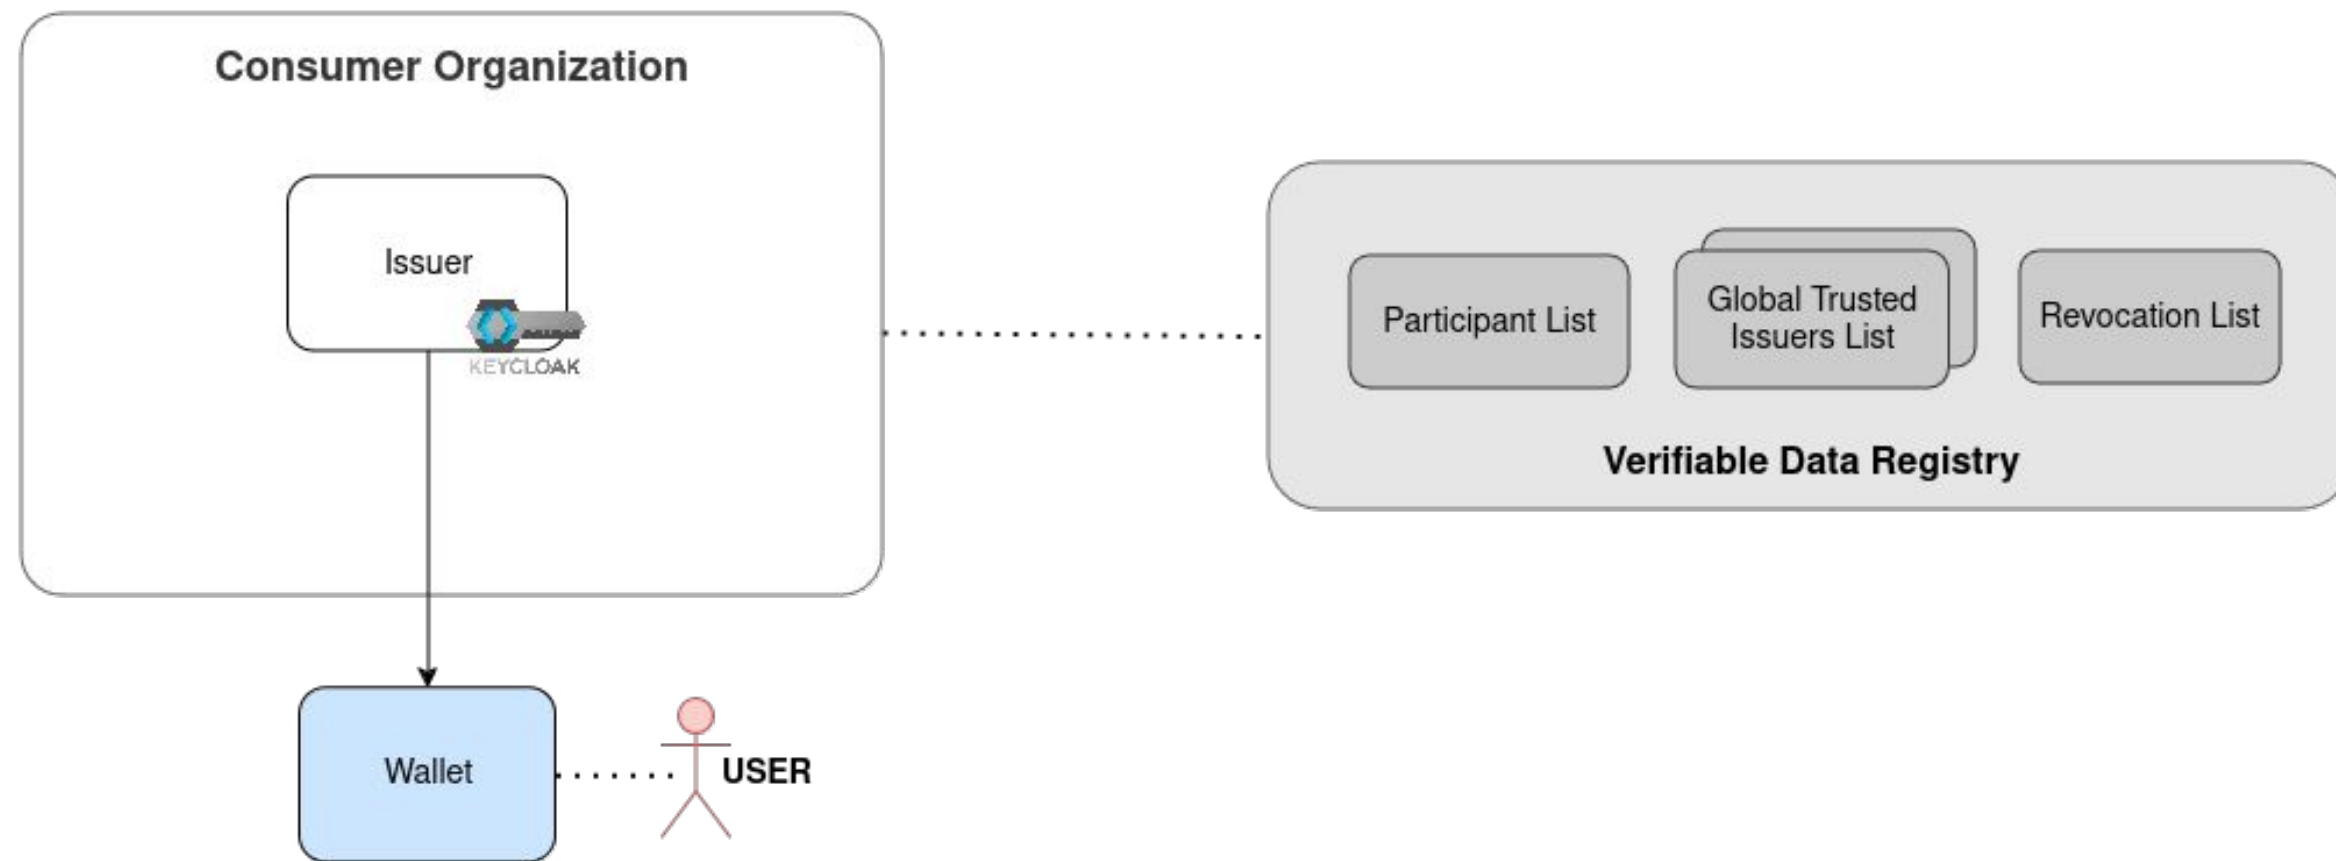 Consumer Organization
Issuer
KEYCLOAK
Participant List
Global Trusted
Issuers List
Revocation List
Verifiable Data Registry
Wallet
USER